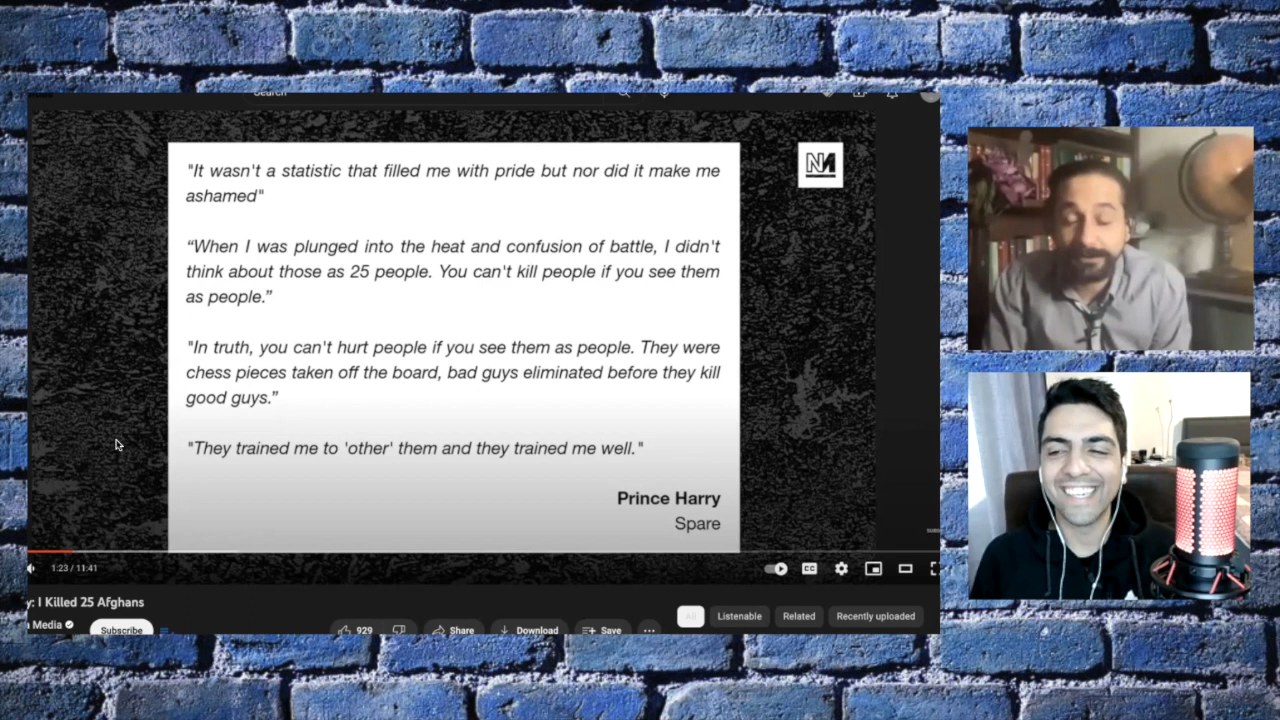 Search
"It wasn't a statistic that filled me with pride but nor did it make me
ashamed"
“When I was plunged into the heat and confusion of battle, I didn't
think about those as 25 people. You can't kill people if you see them
as people.”
"In truth, you can't hurt people if you see them as people. They were
chess pieces taken off the board, bad guys eliminated before they kill
good guys.”
"They trained me to 'other' them and they trained me well."
Prince Harry
Spare
NM
1:23 / 11:41
CC
y: I Killed 25 Afghans
Media
Subscribe
929
Share
Download
Save
All
Listenable
Related
Recently uploaded